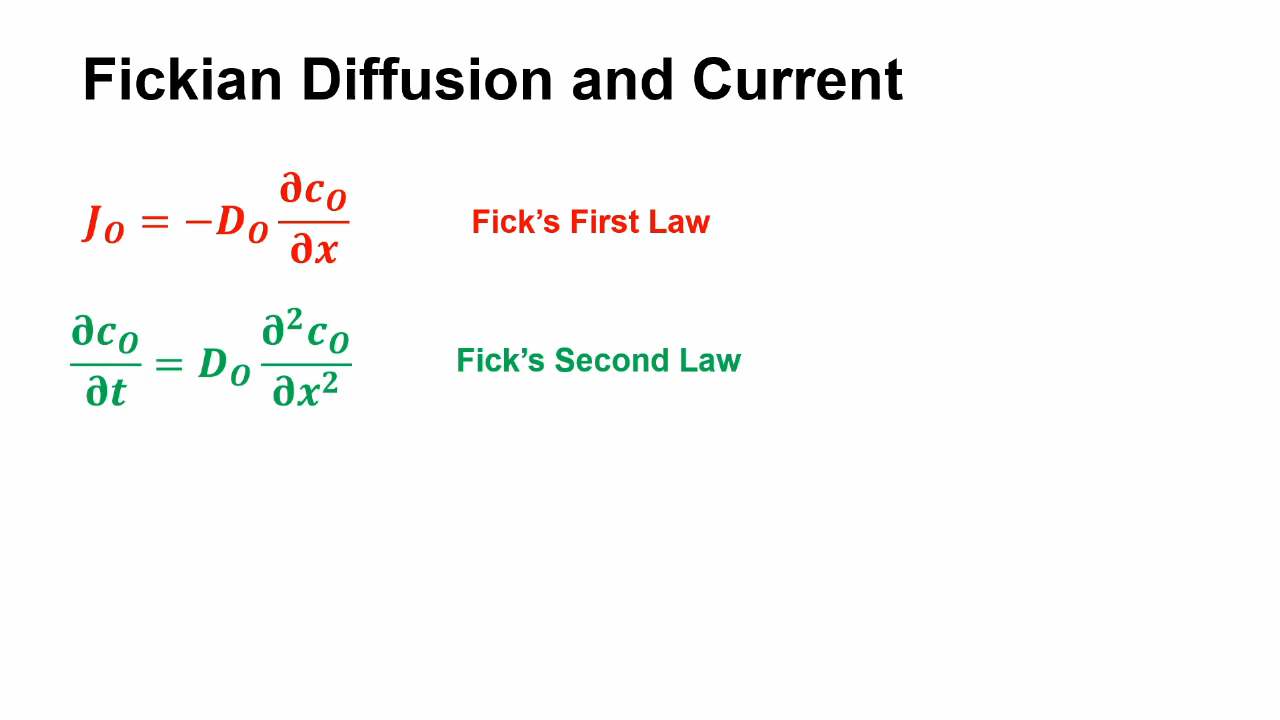 Fickian Diffusion and Current
J_O = −D_O ∂c_O/∂x
Fick’s First Law
∂c_O/∂t = D_O ∂²c_O/∂x²
Fick’s Second Law